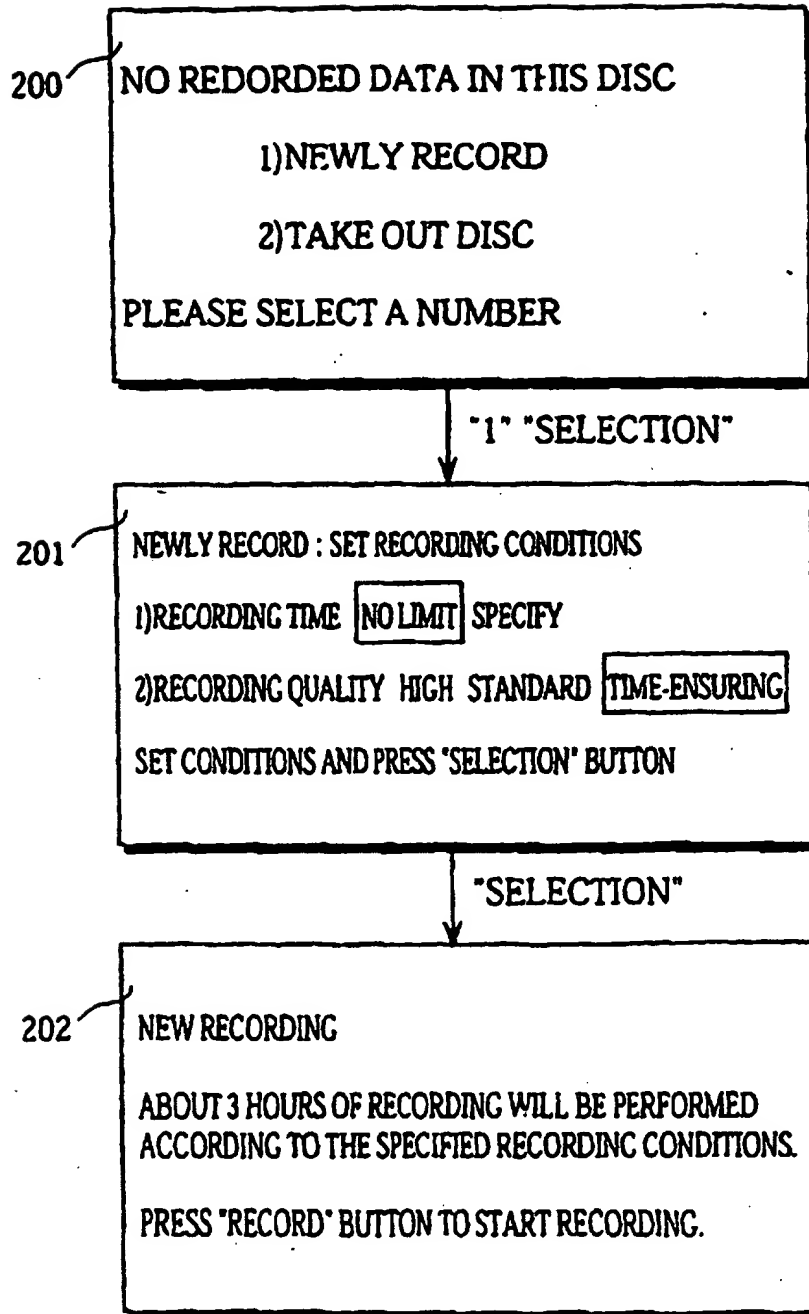 200
NO REDORDED DATA IN THIS DISC
1)NEWLY RECORD
2)TAKE OUT DISC
PLEASE SELECT A NUMBER
"1" "SELECTION"
201
NEWLY RECORD : SET RECORDING CONDITIONS
1)RECORDING TIME NO LIMIT SPECIFY
2)RECORDING QUALITY HIGH STANDARD TIME-ENSURING
SET CONDITIONS AND PRESS "SELECTION" BUTTON
"SELECTION"
202
NEW RECORDING
ABOUT 3 HOURS OF RECORDING WILL BE PERFORMED
ACCORDING TO THE SPECIFIED RECORDING CONDITIONS.
PRESS "RECORD" BUTTON TO START RECORDING.